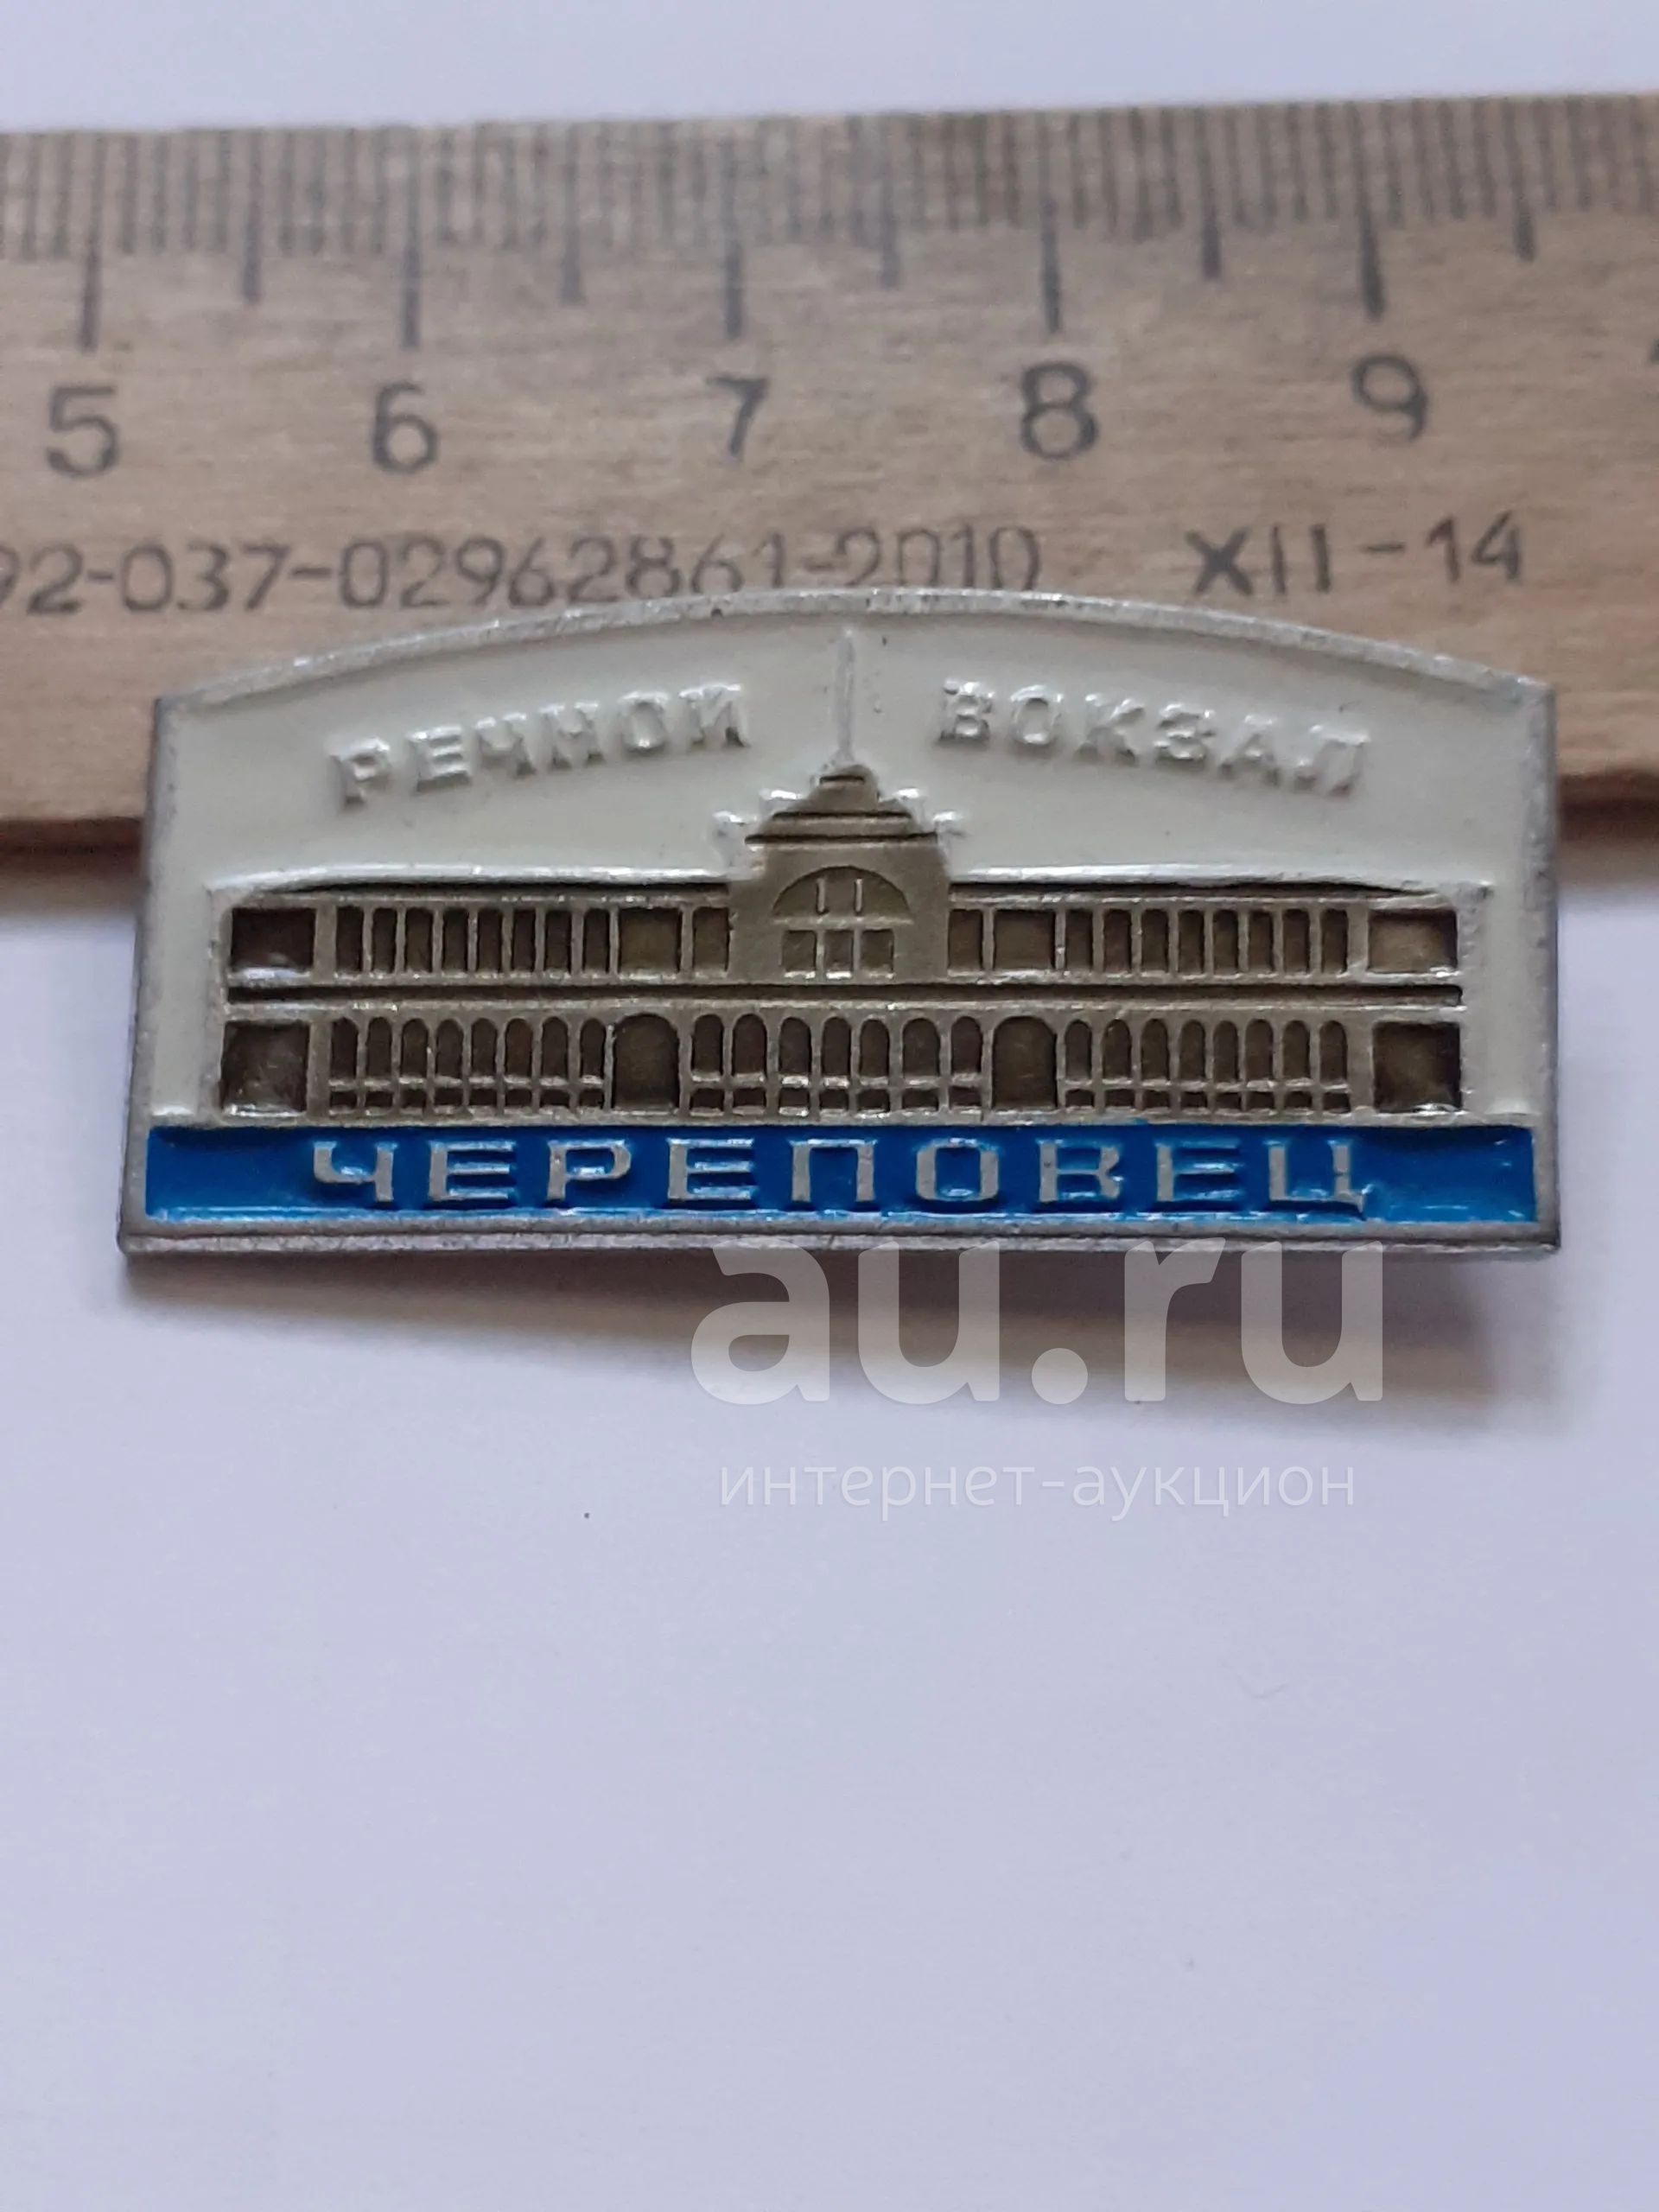 5 6 7 8 9
92-037-02962861-2010 XII-14
РЕЧНОЙ ВОКЗАЛ
ЧЕРЕПОВЕЦ
au.ru
интернет-аукцион